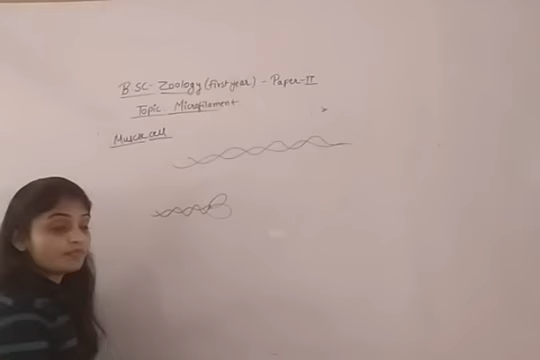 B.SC- Zoology (first year) - Paper-II
Topic. Microfilament
Muscle cell